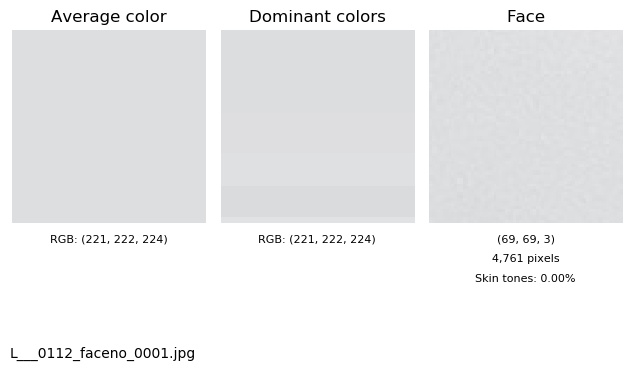 Average color
Dominant colors
Face
RGB: (221, 222, 224)
RGB: (221, 222, 224)
(69, 69, 3)
4,761 pixels
Skin tones: 0.00%
L___0112_faceno_0001.jpg